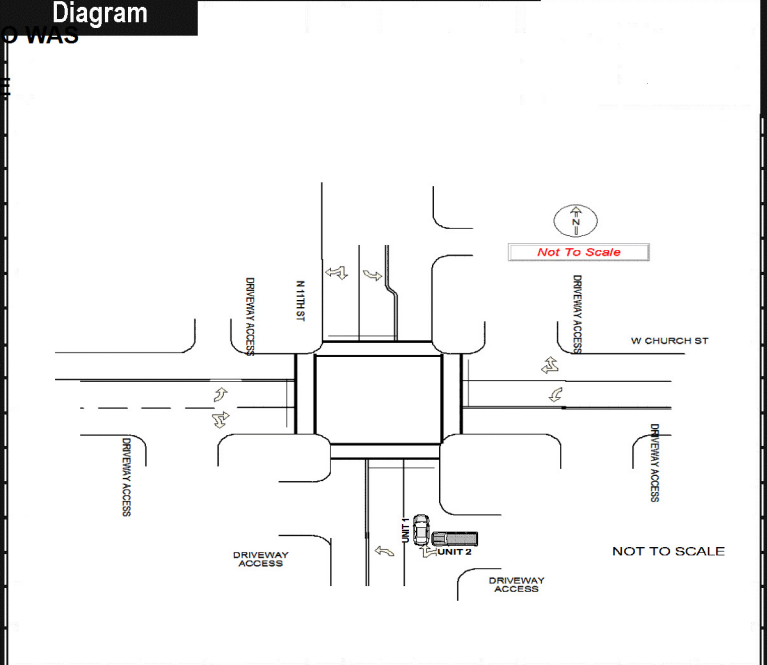 Diagram
O WAS
N
Not To Scale
DRIVEWAY ACCESS
N 11TH ST
DRIVEWAY ACCESS
W CHURCH ST
DRIVEWAY ACCESS
DRIVEWAY ACCESS
UNIT 1
UNIT 2
NOT TO SCALE
DRIVEWAY
ACCESS
DRIVEWAY
ACCESS